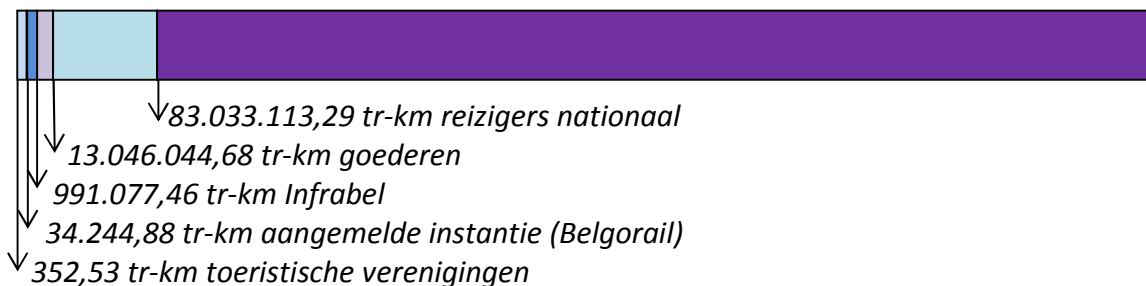 83.033.113,29 tr-km reizigers nationaal
13.046.044,68 tr-km goederen
991.077,46 tr-km Infrabel
34.244,88 tr-km aangemelde instantie (Belgorail)
352,53 tr-km toeristische verenigingen